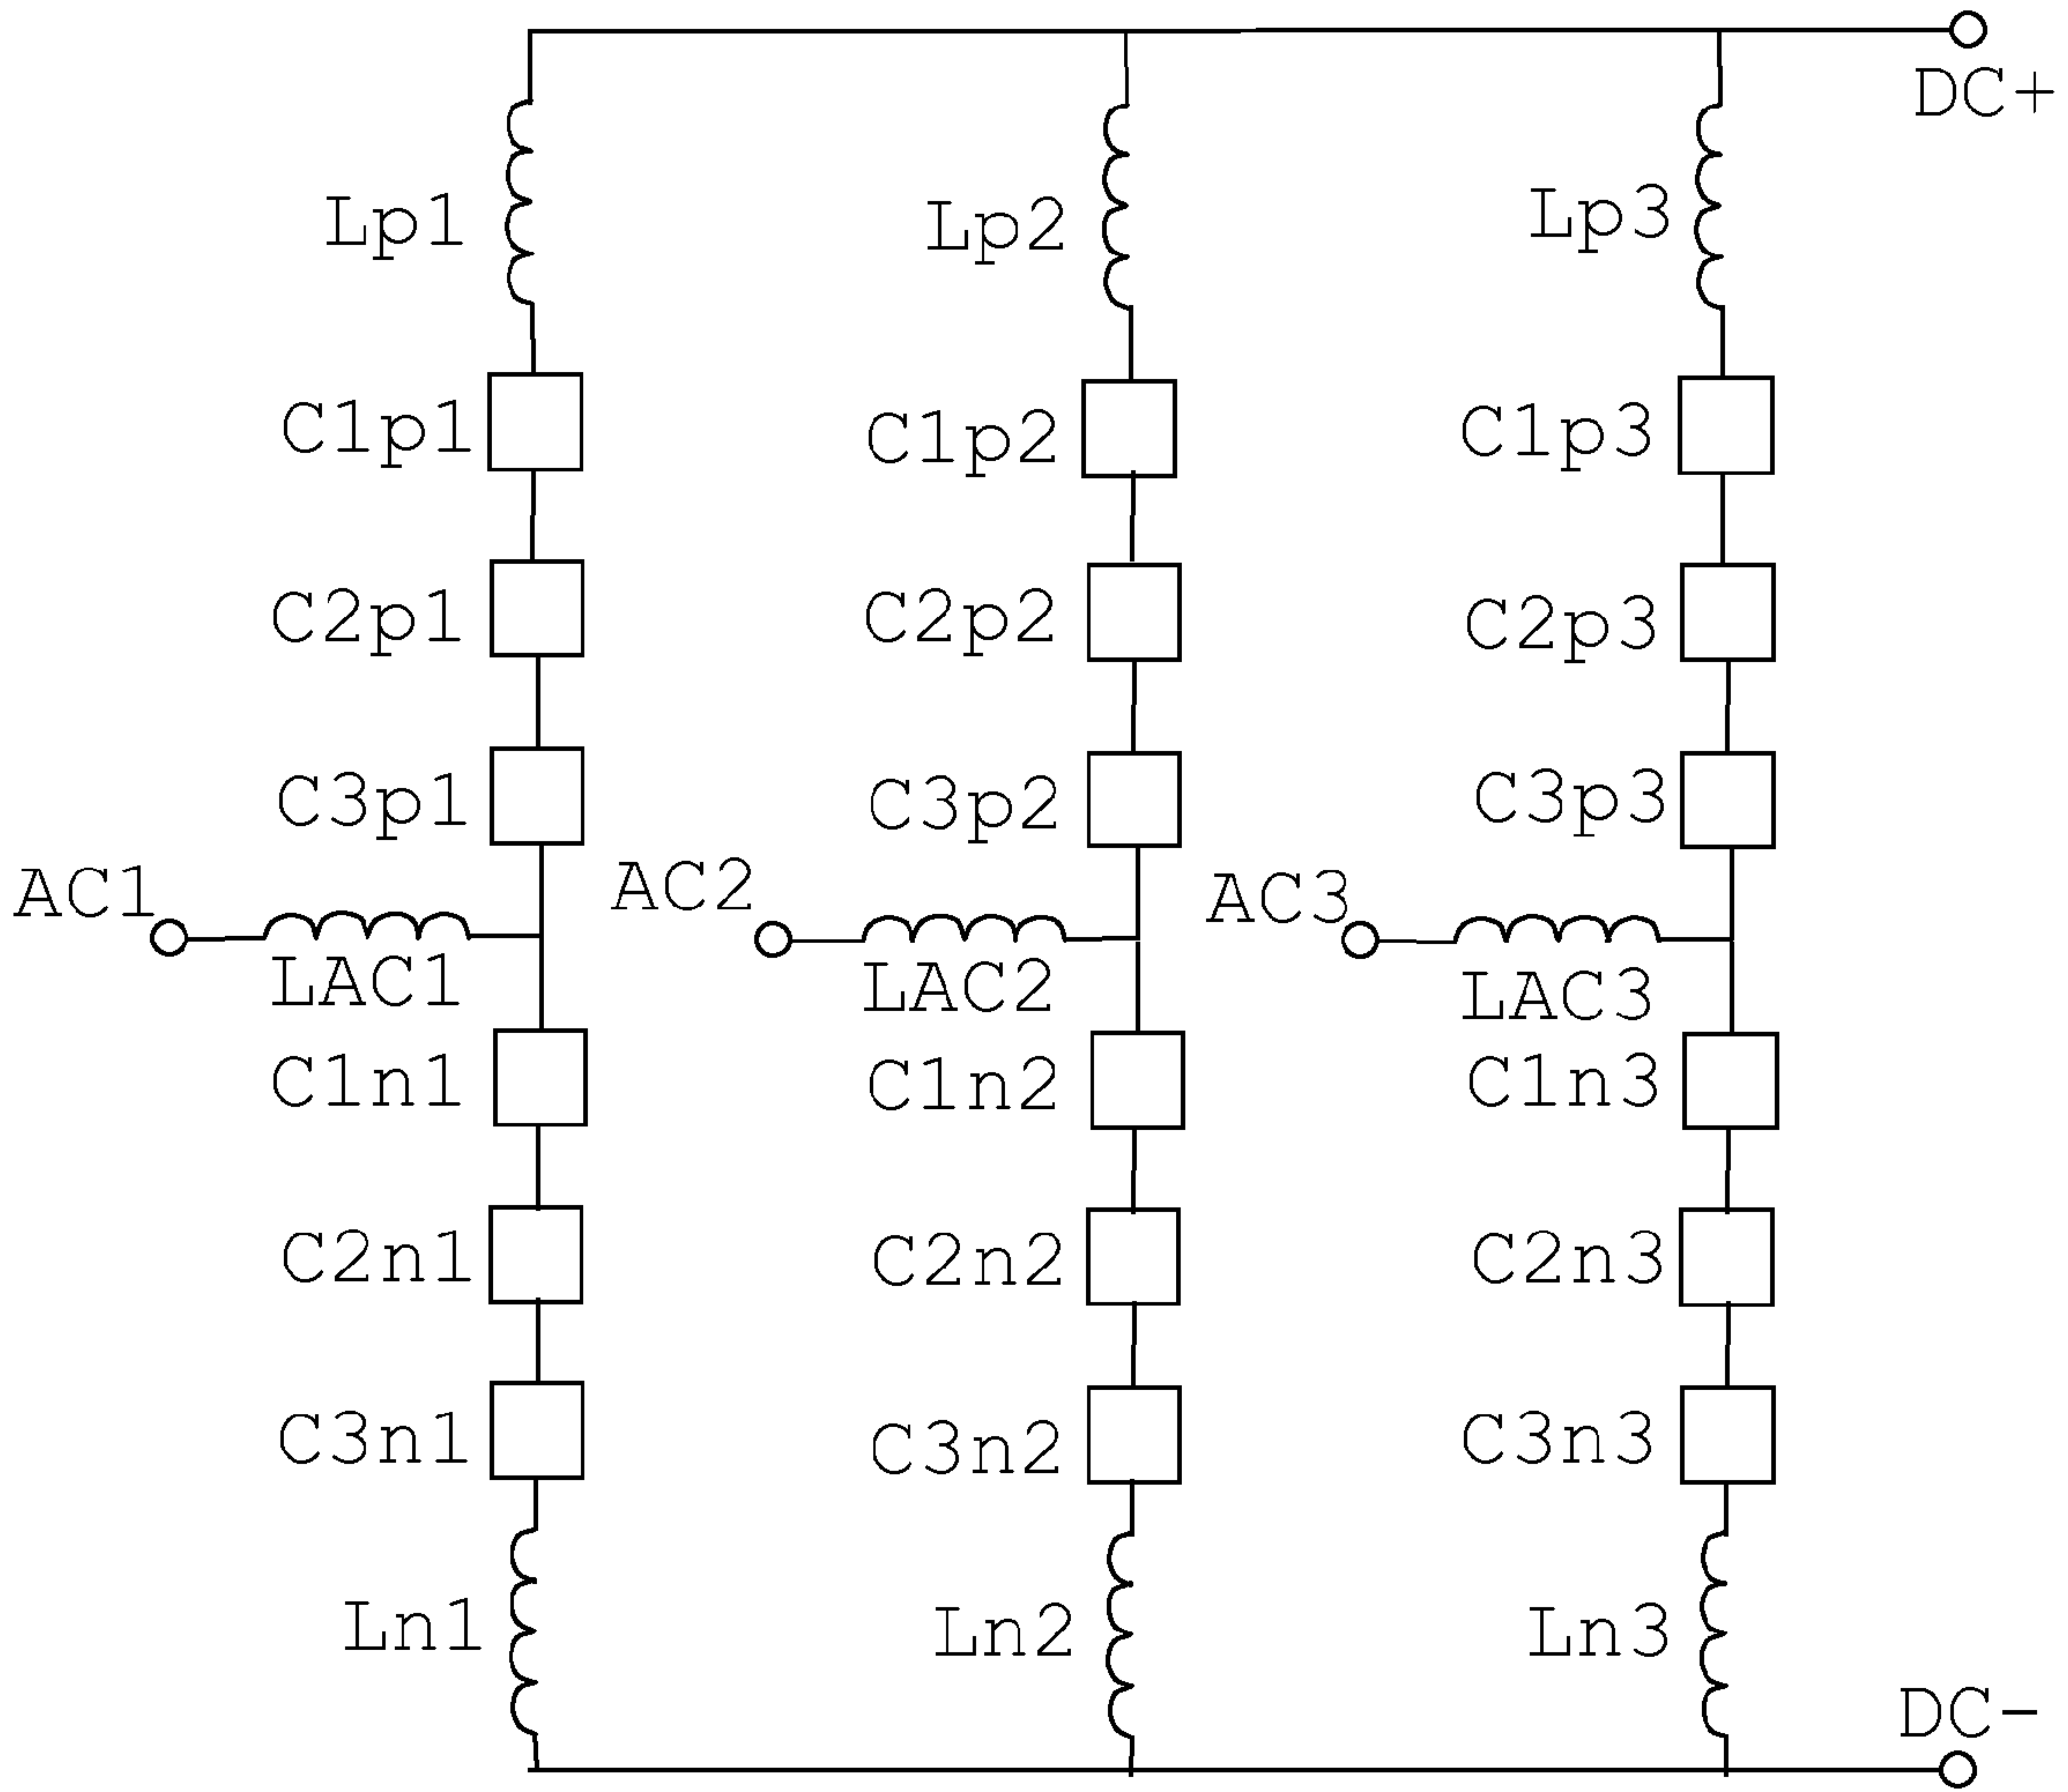 DC+
Lp1 Lp2 Lp3
C1p1 C1p2 C1p3
C2p1 C2p2 C2p3
C3p1 C3p2 C3p3
AC1 AC2 AC3
LAC1 LAC2 LAC3
C1n1 C1n2 C1n3
C2n1 C2n2 C2n3
C3n1 C3n2 C3n3
Ln1 Ln2 Ln3
DC-